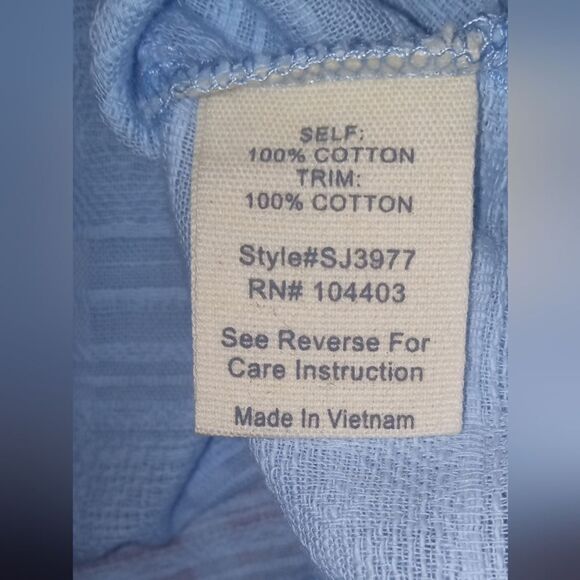 SELF:
100% COTTON
TRIM:
100% COTTON
Style#SJ3977
RN# 104403
See Reverse For
Care Instruction
Made In Vietnam